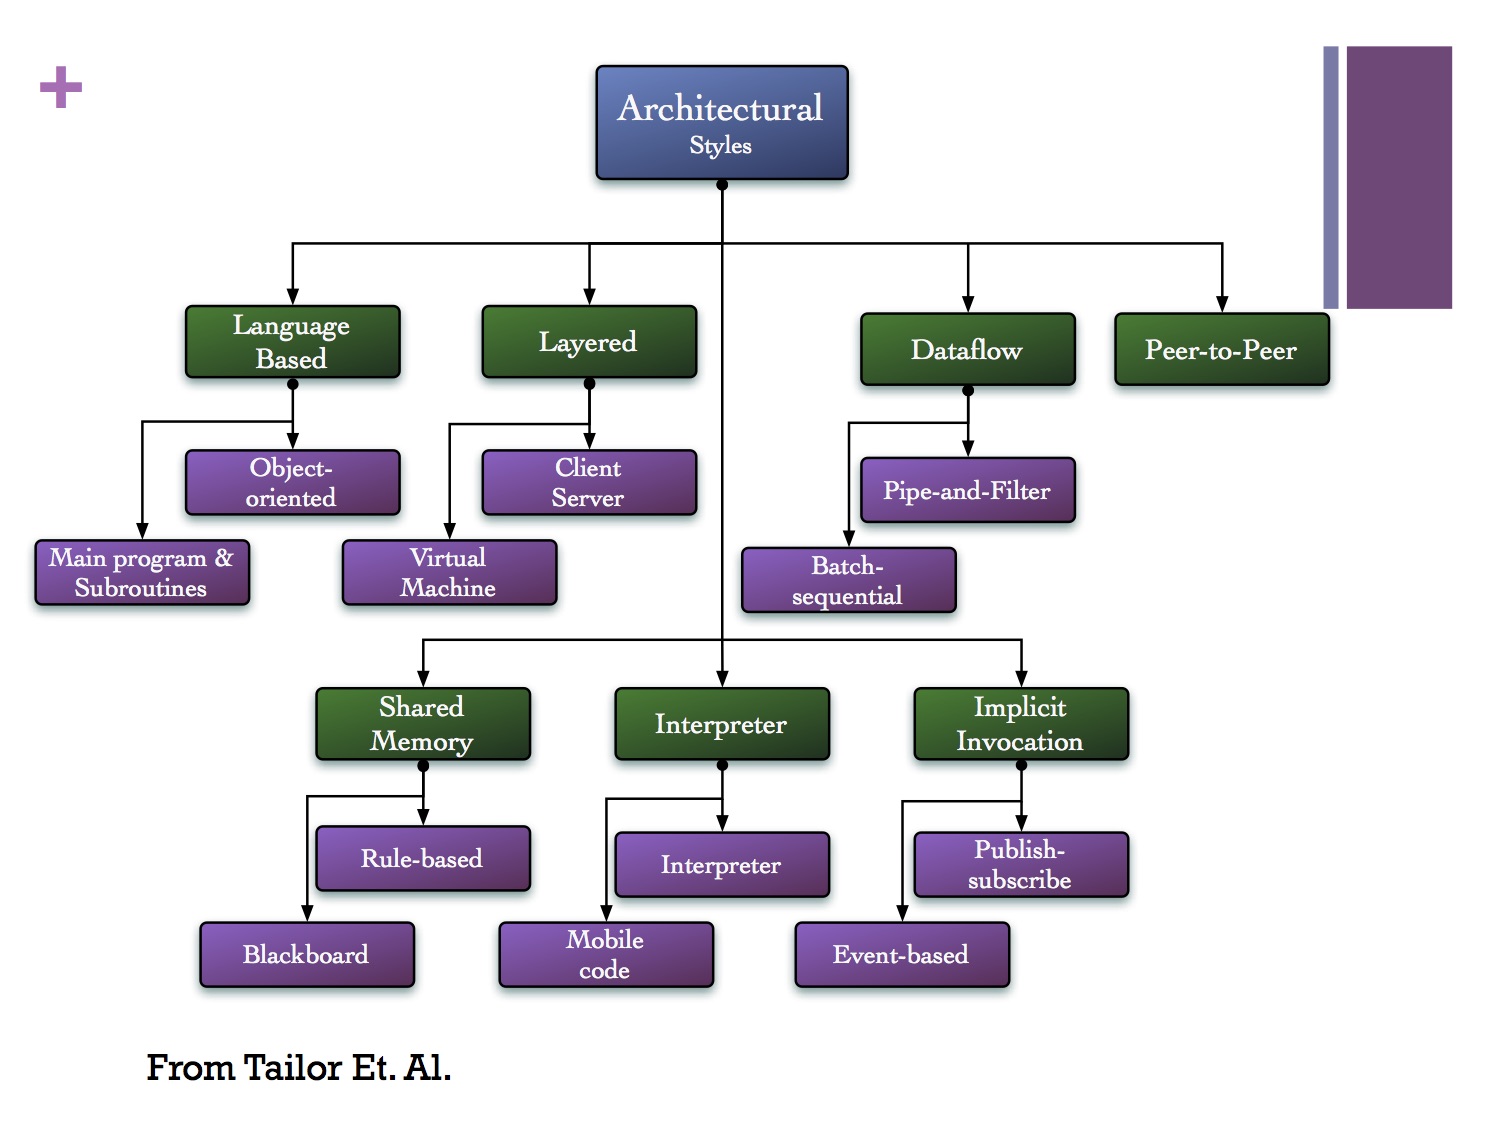 +
Architectural
Styles
Language
Based
Layered
Dataflow
Peer-to-Peer
Object-
oriented
Client
Server
Pipe-and-Filter
Main program &
Subroutines
Virtual
Machine
Batch-
sequential
Shared
Memory
Interpreter
Implicit
Invocation
Rule-based
Interpreter
Publish-
subscribe
Blackboard
Mobile
code
Event-based
From Tailor Et. Al.